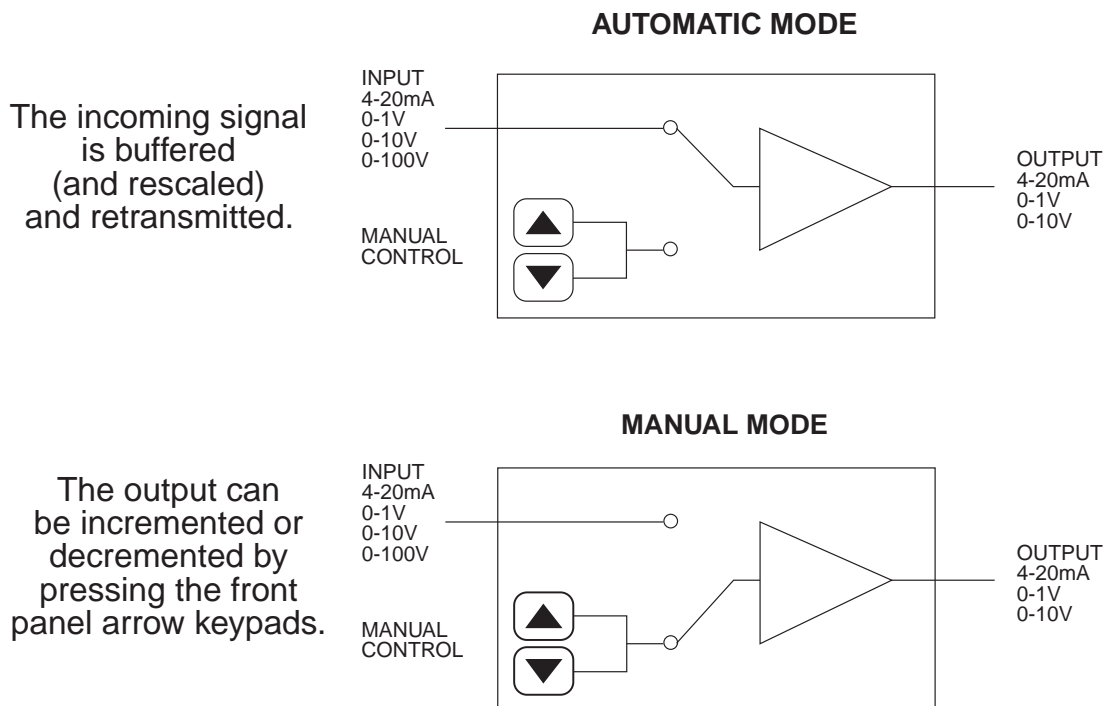 AUTOMATIC MODE
The incoming signal
is buffered
(and rescaled)
and retransmitted.
INPUT
4-20mA
0-1V
0-10V
0-100V
MANUAL
CONTROL
OUTPUT
4-20mA
0-1V
0-10V
MANUAL MODE
The output can
be incremented or
decremented by
pressing the front
panel arrow keypads.
INPUT
4-20mA
0-1V
0-10V
0-100V
MANUAL
CONTROL
OUTPUT
4-20mA
0-1V
0-10V